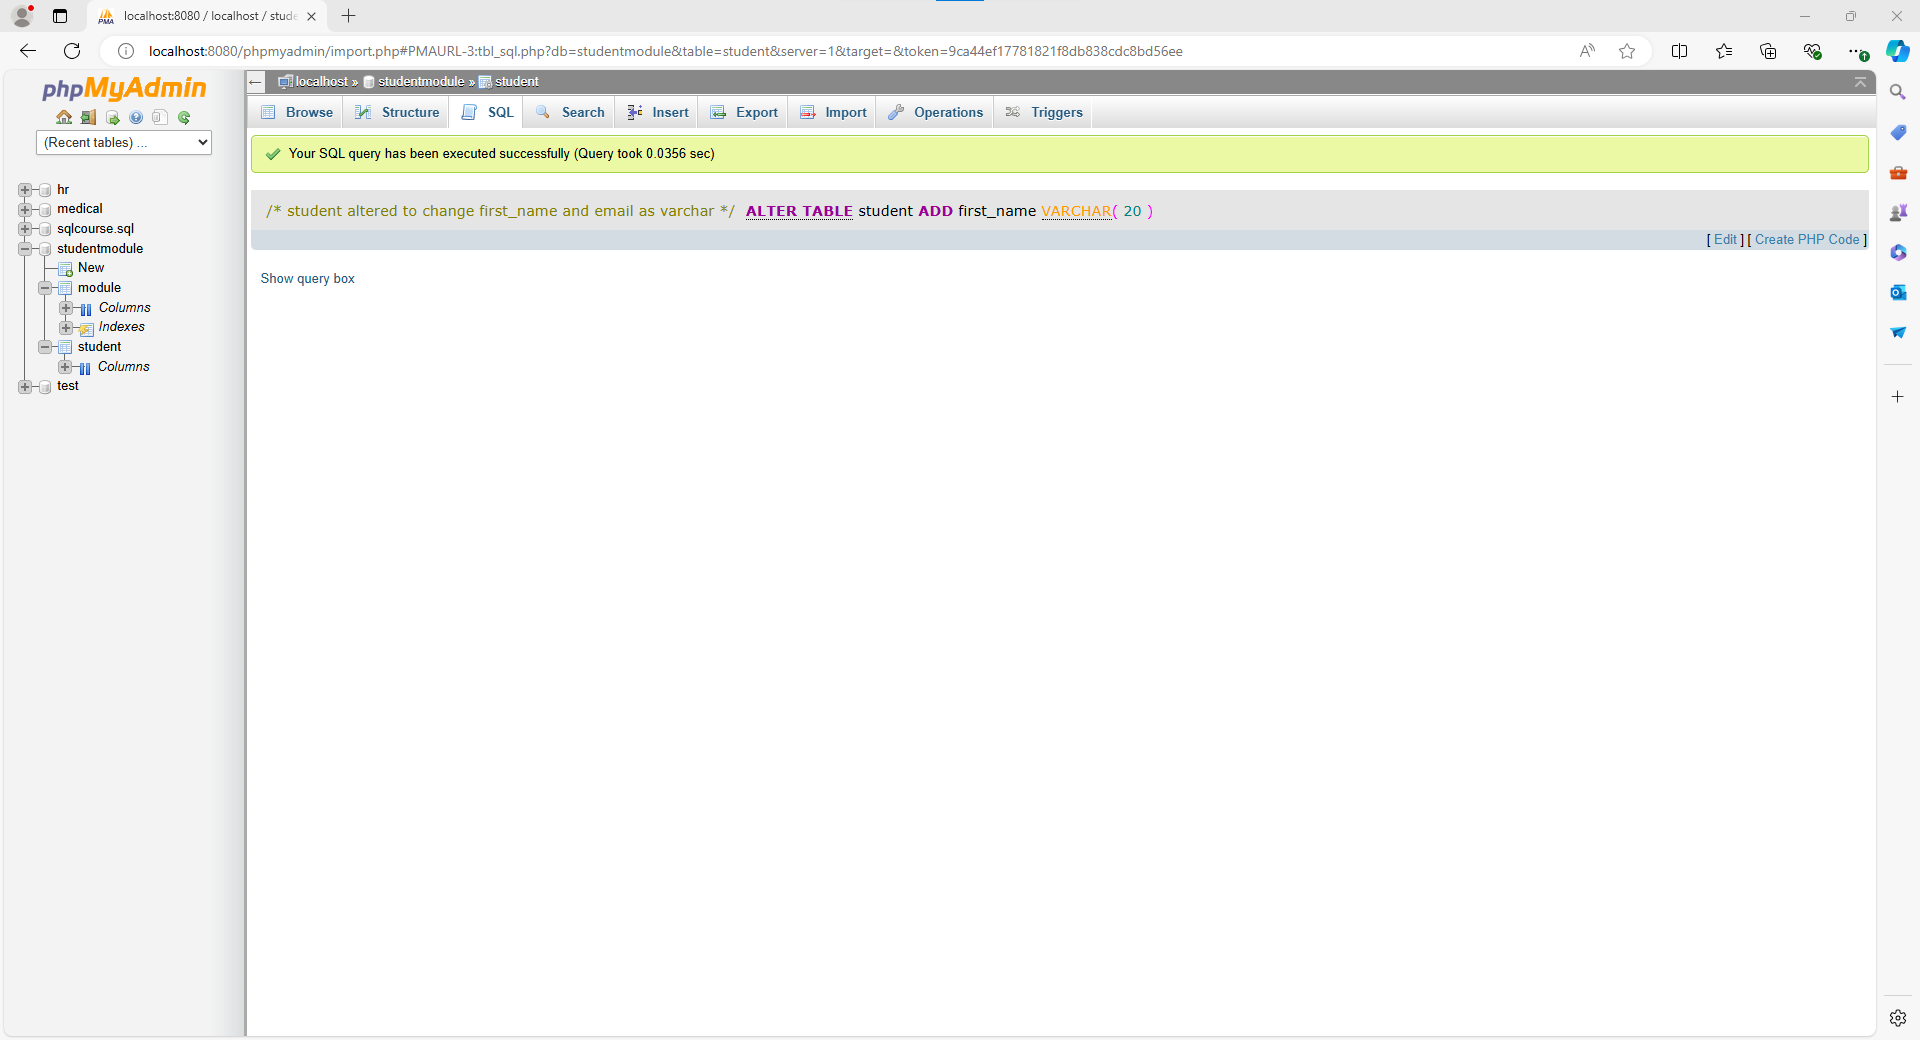 localhost:8080 / localhost / stude
localhost:8080/phpmyadmin/import.php#PMAURL-3:tbl_sql.php?db=studentmodule&table=student&server=1&target=&token=9ca44ef17781821f8db838cdc8bd56ee
phpMyAdmin
(Recent tables) ...
hr
medical
sqlcourse.sql
studentmodule
New
module
Columns
Indexes
student
Columns
test
localhost » studentmodule » student
Browse Structure SQL Search Insert Export Import Operations Triggers
Your SQL query has been executed successfully (Query took 0.0356 sec)
/* student altered to change first_name and email as varchar */ ALTER TABLE student ADD first_name VARCHAR( 20 )
[ Edit ] [ Create PHP Code ]
Show query box